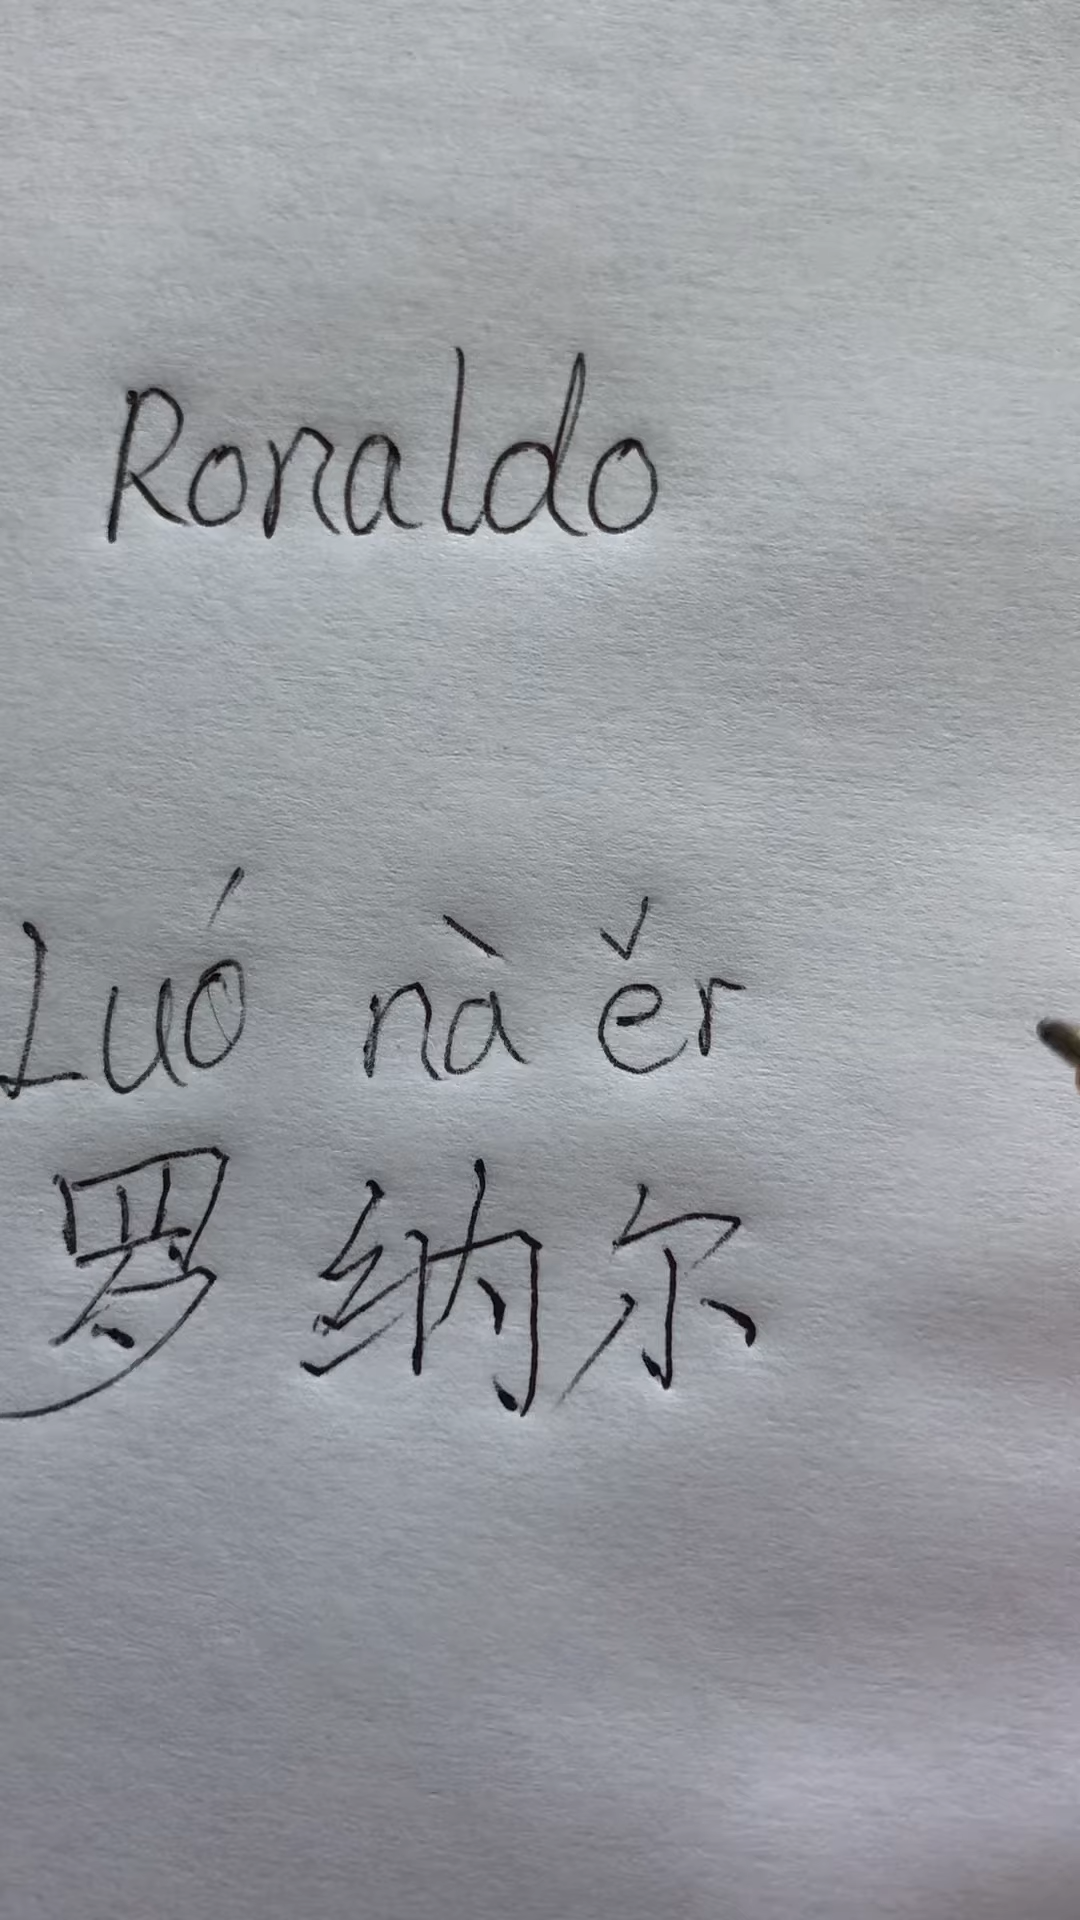 Ronaldo
Luó nà ěr
罗纳尔